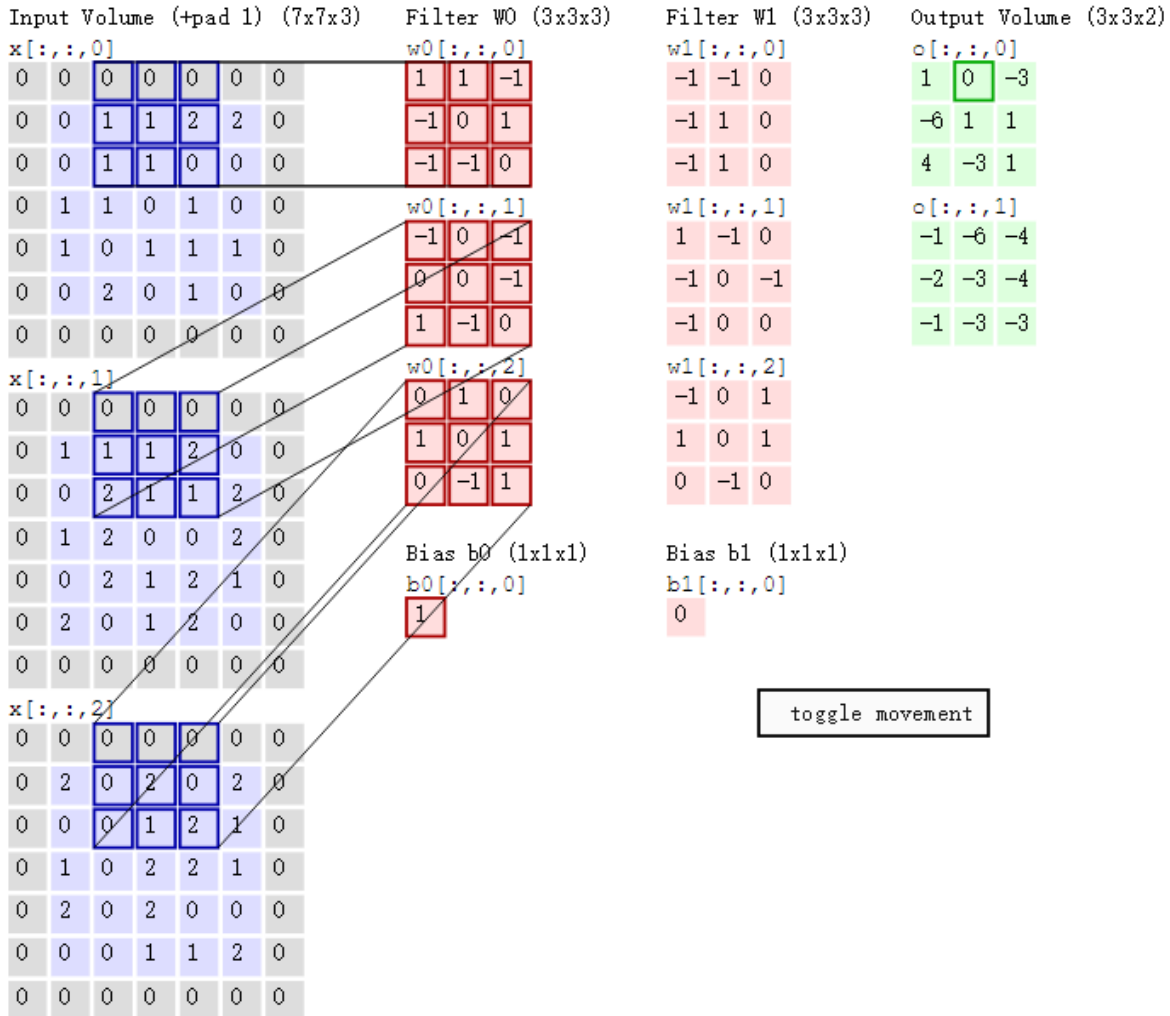 Input Volume (+pad 1) (7x7x3)
x[:,:,0]
0 0 0 0 0 0 0
0 0 1 1 2 2 0
0 0 1 1 0 0 0
0 1 1 0 1 0 0
0 1 0 1 1 1 0
0 0 2 0 1 0 0
0 0 0 0 0 0 0
x[:,:,1]
0 0 0 0 0 0 0
0 1 1 1 2 0 0
0 0 2 1 1 2 0
0 1 2 0 0 2 0
0 0 2 1 2 1 0
0 2 0 1 2 0 0
0 0 0 0 0 0 0
x[:,:,2]
0 0 0 0 0 0 0
0 2 0 2 0 2 0
0 0 0 1 2 1 0
0 1 0 2 2 1 0
0 2 0 2 0 0 0
0 0 0 1 1 2 0
0 0 0 0 0 0 0
Filter W0 (3x3x3)
w0[:,:,0]
1 1 -1
-1 0 1
-1 -1 0
w0[:,:,1]
-1 0 -1
0 0 -1
1 -1 0
w0[:,:,2]
0 1 0
1 0 1
0 -1 1
Bias b0 (1x1x1)
b0[:,:,0]
1
Filter W1 (3x3x3)
w1[:,:,0]
-1 -1 0
-1 1 0
-1 1 0
w1[:,:,1]
1 -1 0
-1 0 -1
-1 0 0
w1[:,:,2]
-1 0 1
1 0 1
0 -1 0
Bias b1 (1x1x1)
b1[:,:,0]
0
Output Volume (3x3x2)
o[:,:,0]
1 0 -3
-6 1 1
4 -3 1
o[:,:,1]
-1 -6 -4
-2 -3 -4
-1 -3 -3
toggle movement